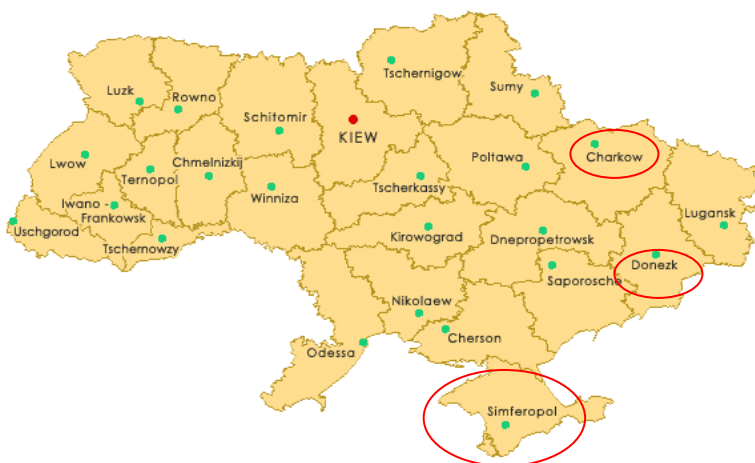 Tschernigow
Luzk
Rowno
Sumy
Schitomir
KIEW
Charkow
Lwow
Chmelnizkij
Poltawa
Ternopol
Tscherkassy
Winniza
Iwano -
Frankowsk
Lugansk
Uschgorod
Kirowograd
Dnepropetrowsk
Tschernowzy
Donezk
Saporosche
Nikolaew
Cherson
Odessa
Simferopol